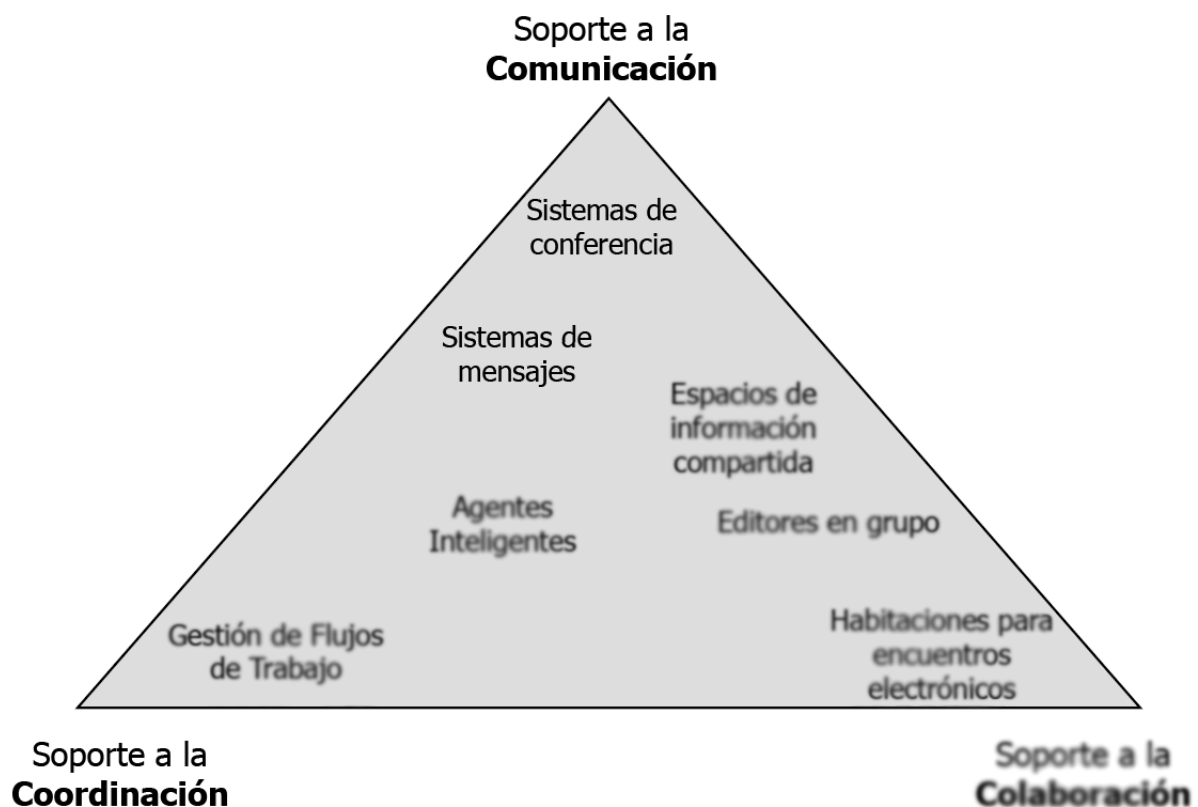 Soporte a la
Comunicación
Sistemas de
conferencia
Sistemas de
mensajes
Espacios de
información
compartida
Agentes
Inteligentes
Editores en grupo
Gestión de Flujos
de Trabajo
Habitaciones para
encuentros
electrónicos
Soporte a la
Coordinación
Soporte a la
Colaboración